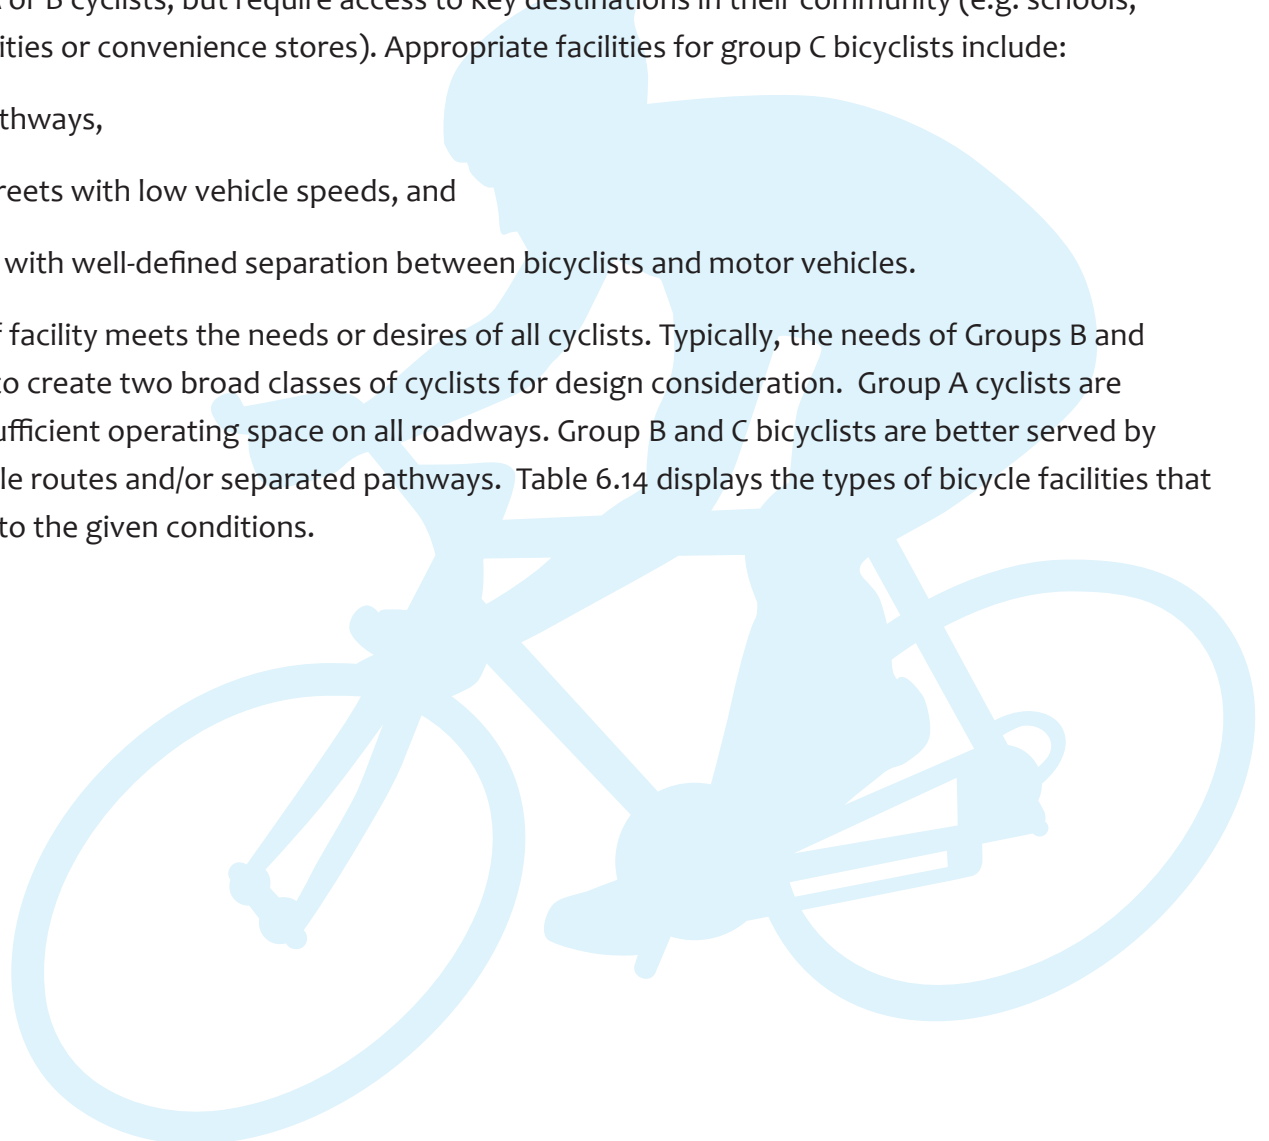 or B cyclists, but require access to key destinations in their community (e.g. schools,
ities or convenience stores). Appropriate facilities for group C bicyclists include:
thways,
reets with low vehicle speeds, and
with well-defined separation between bicyclists and motor vehicles.
facility meets the needs or desires of all cyclists. Typically, the needs of Groups B and
to create two broad classes of cyclists for design consideration. Group A cyclists are
ufficient operating space on all roadways. Group B and C bicyclists are better served by
le routes and/or separated pathways. Table 6.14 displays the types of bicycle facilities that
to the given conditions.